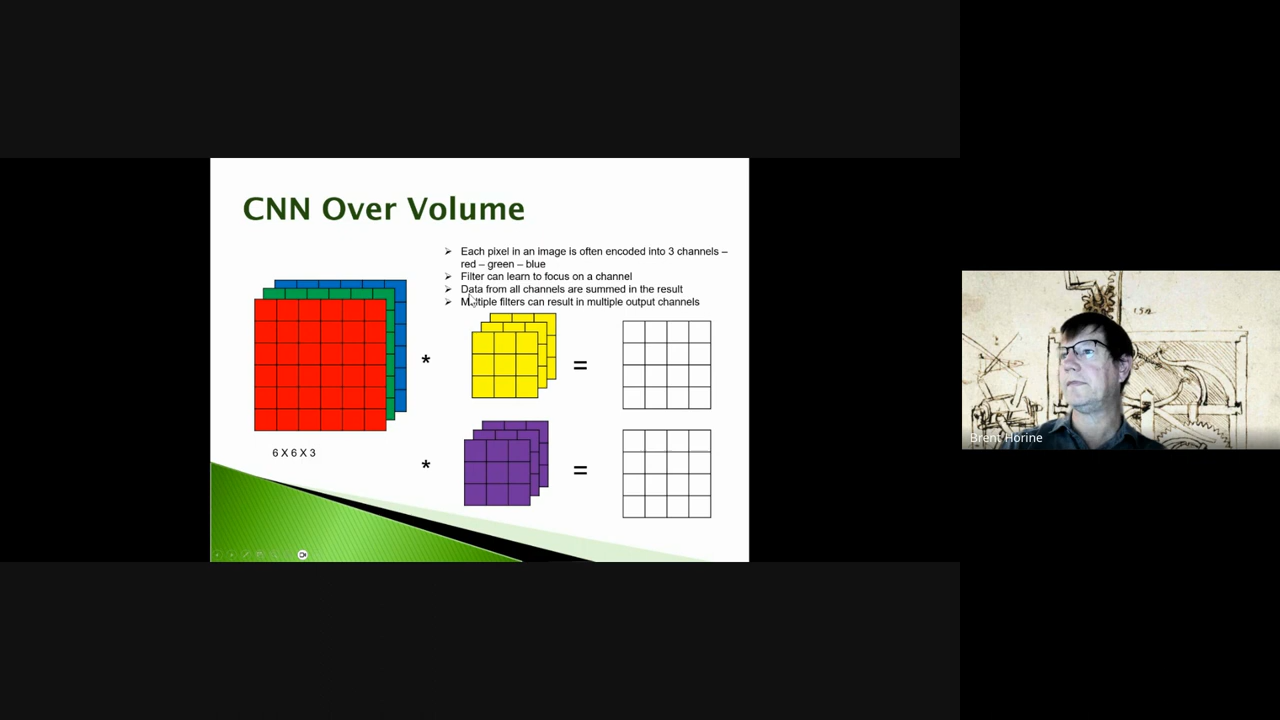 CNN Over Volume
Each pixel in an image is often encoded into 3 channels –
red – green – blue
Filter can learn to focus on a channel
Data from all channels are summed in the result
Multiple filters can result in multiple output channels
*
=
6 X 6 X 3
*
=
Brent Horine